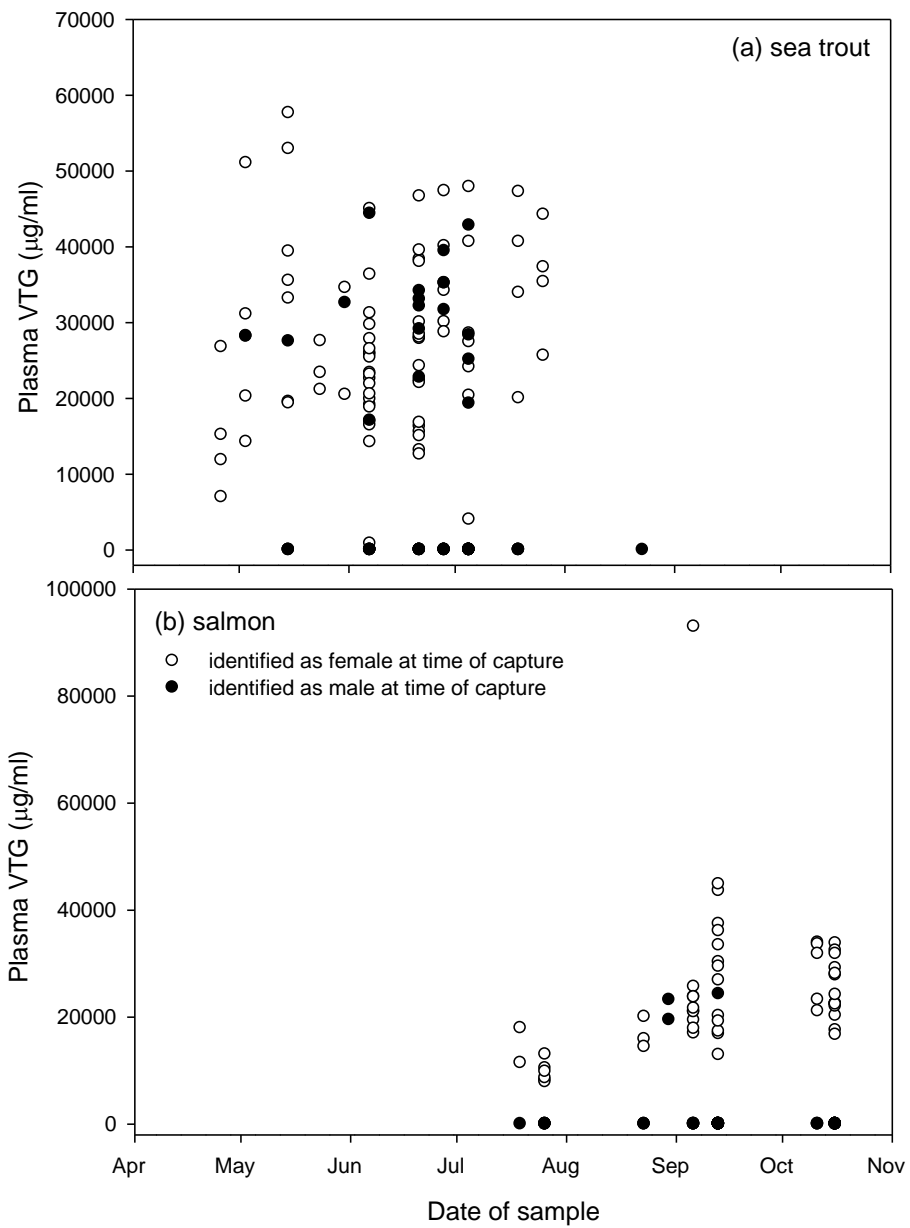 70000
(a) sea trout
60000
50000
40000
30000
20000
10000
0
Plasma VTG (μg/ml)
100000
(b) salmon
identified as female at time of capture
identified as male at time of capture
80000
60000
40000
20000
0
Plasma VTG (μg/ml)
Apr May Jun Jul Aug Sep Oct Nov
Date of sample